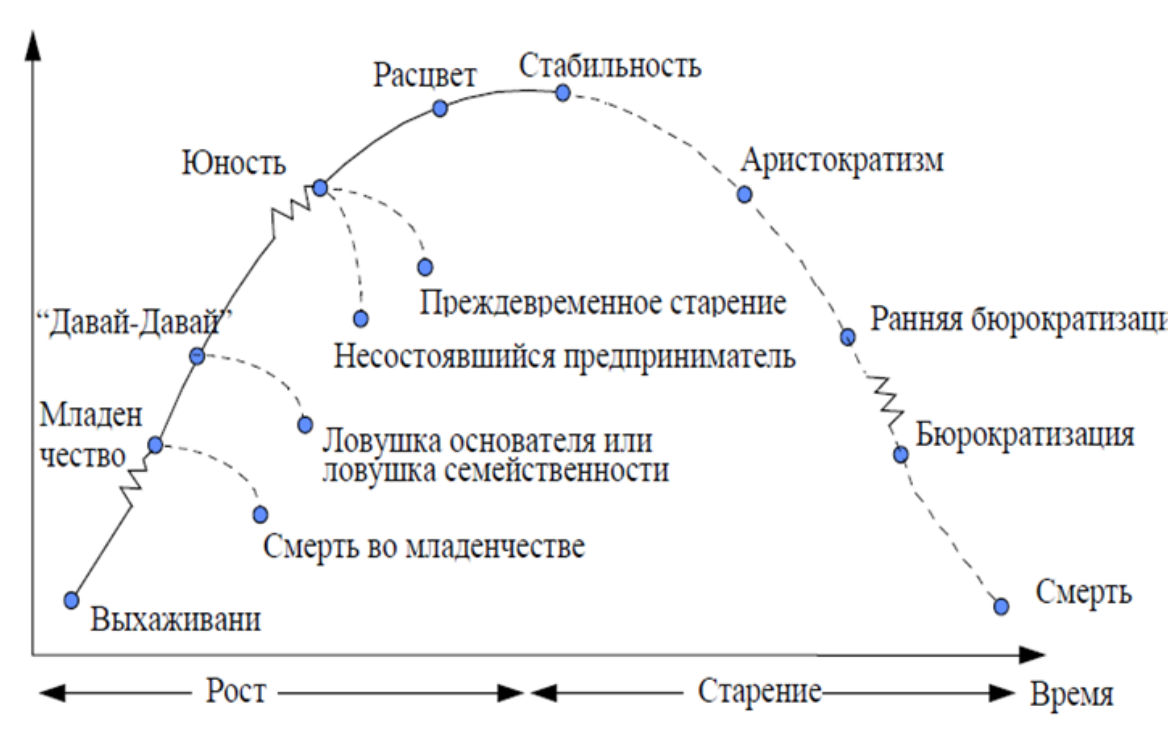 Расцвет
Стабильность
Юность
Аристократизм
Преждевременное старение
“Давай-Давай”
Ранняя бюрократизаци
Несостоявшийся предприниматель
Младен
чество
Ловушка основателя или
ловушка семейственности
Бюрократизация
Смерть во младенчестве
Выхаживани
Смерть
Рост
Старение
Время